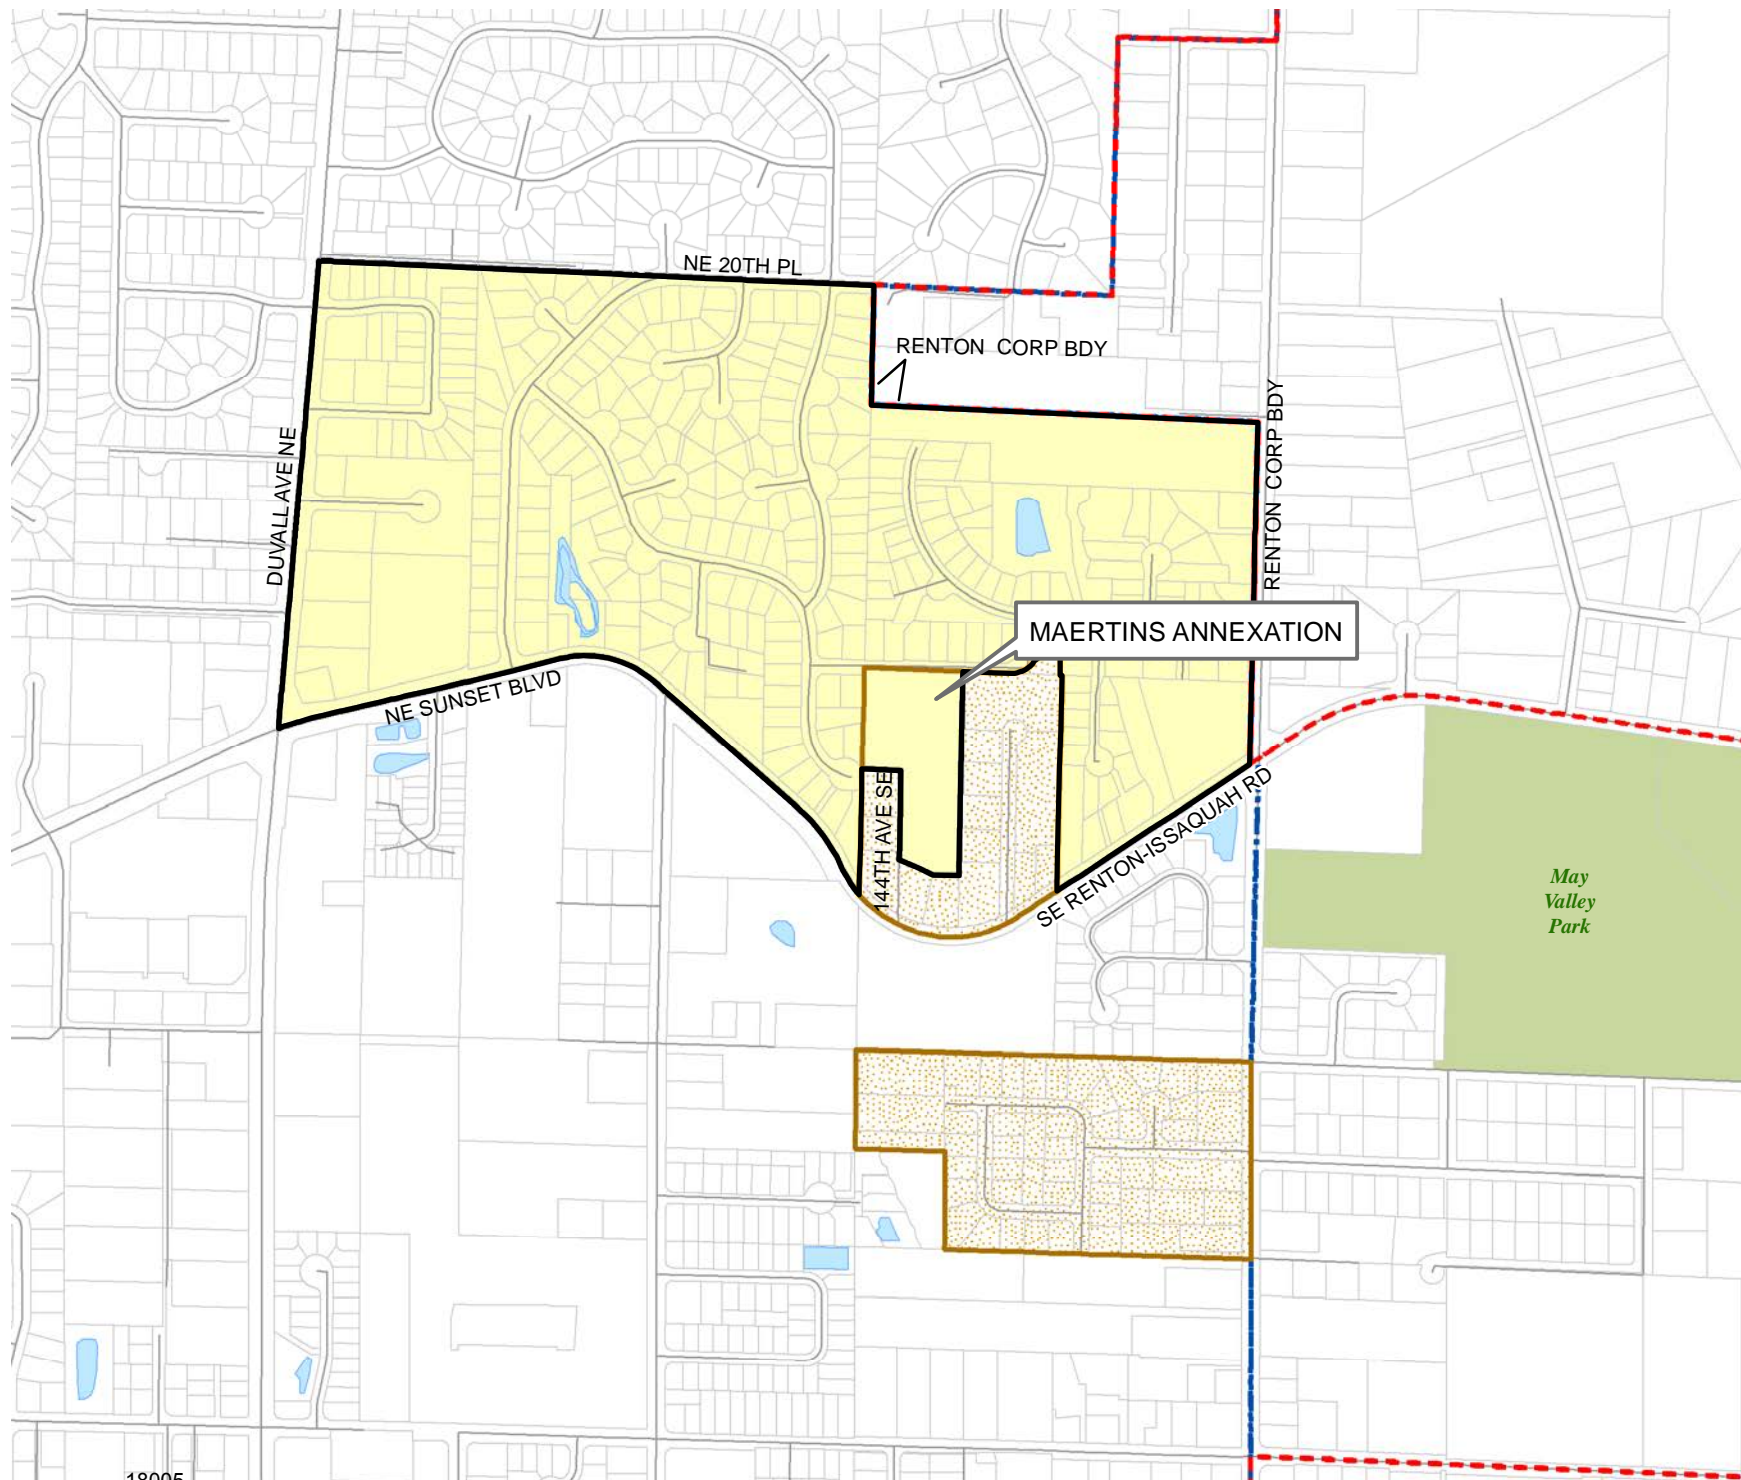 NE 20TH PL
RENTON CORP BDY
RENTON CORP BDY
DUVALL AVE NE
MAERTINS ANNEXATION
NE SUNSET BLVD
144TH AVE SE
SE RENTON-ISSAQUAH RD
May
Valley
Park